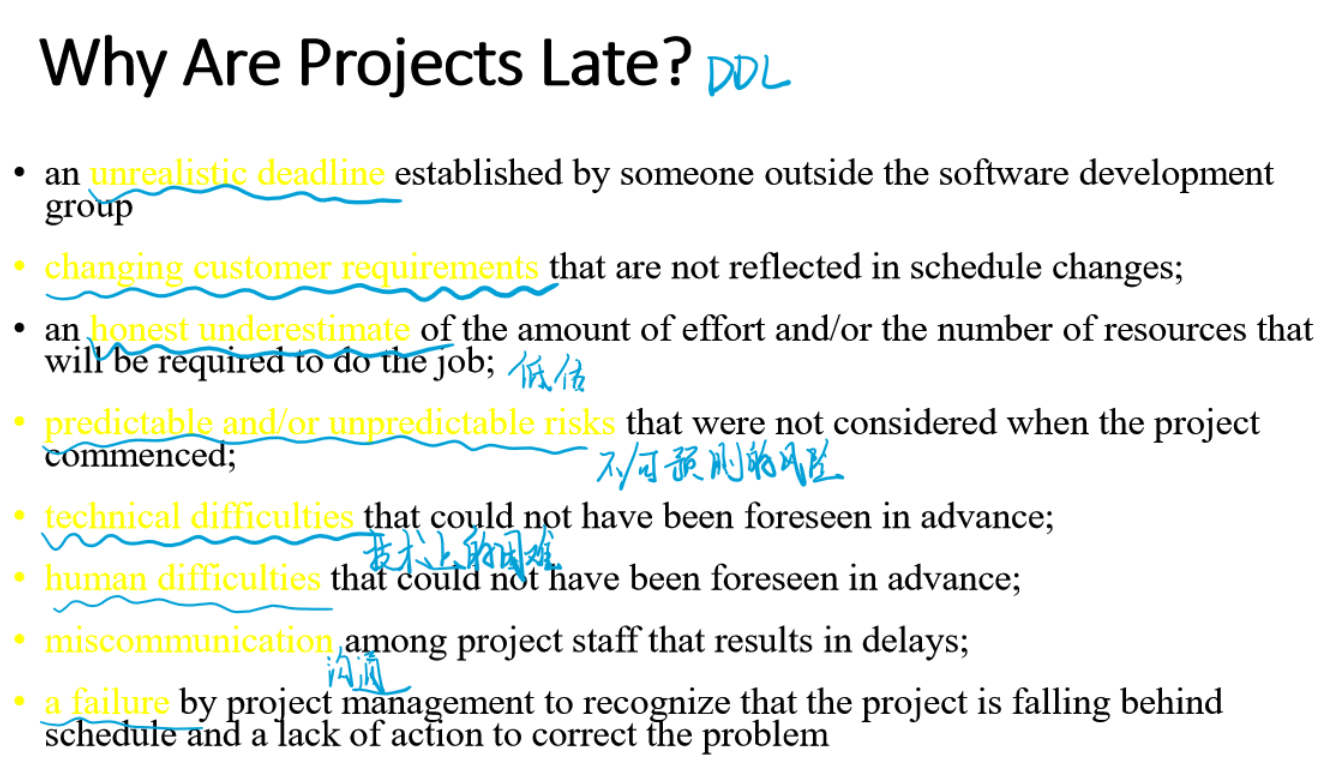 Why Are Projects Late? DDL
• an unrealistic deadline established by someone outside the software development
group
• changing customer requirements that are not reflected in schedule changes;
• an honest underestimate of the amount of effort and/or the number of resources that
will be required to do the job; 低估
• predictable and/or unpredictable risks that were not considered when the project
commenced;
不可预测的风险
• technical difficulties that could not have been foreseen in advance;
技术上的困难
• human difficulties that could not have been foreseen in advance;
• miscommunication among project staff that results in delays;
沟通
• a failure by project management to recognize that the project is falling behind
schedule and a lack of action to correct the problem